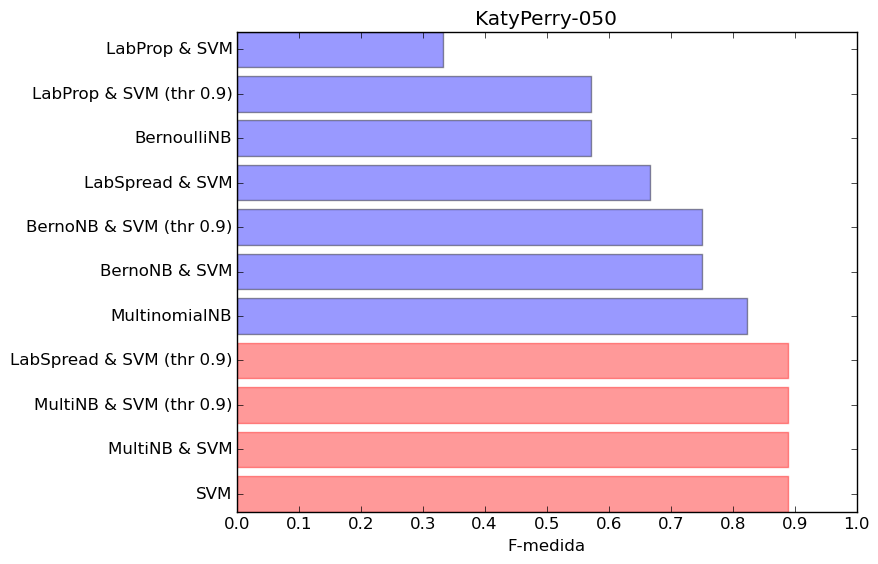 KatyPerry-050
LabProp & SVM
LabProp & SVM (thr 0.9)
BernoulliNB
LabSpread & SVM
BernoNB & SVM (thr 0.9)
BernoNB & SVM
MultinomialNB
LabSpread & SVM (thr 0.9)
MultiNB & SVM (thr 0.9)
MultiNB & SVM
SVM
0.0 0.1 0.2 0.3 0.4 0.5 0.6 0.7 0.8 0.9 1.0
F-medida